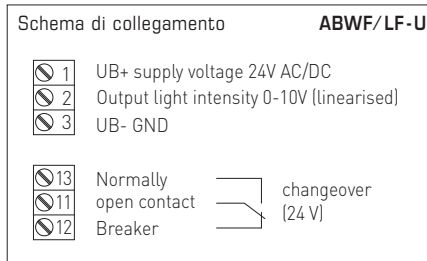 Schema di collegamento ABWF/LF-U
1 UB+ supply voltage 24V AC/DC
2 Output light intensity 0-10V (linearised)
3 UB- GND
13 Normally
11 open contact
12 Breaker
changeover
(24 V)